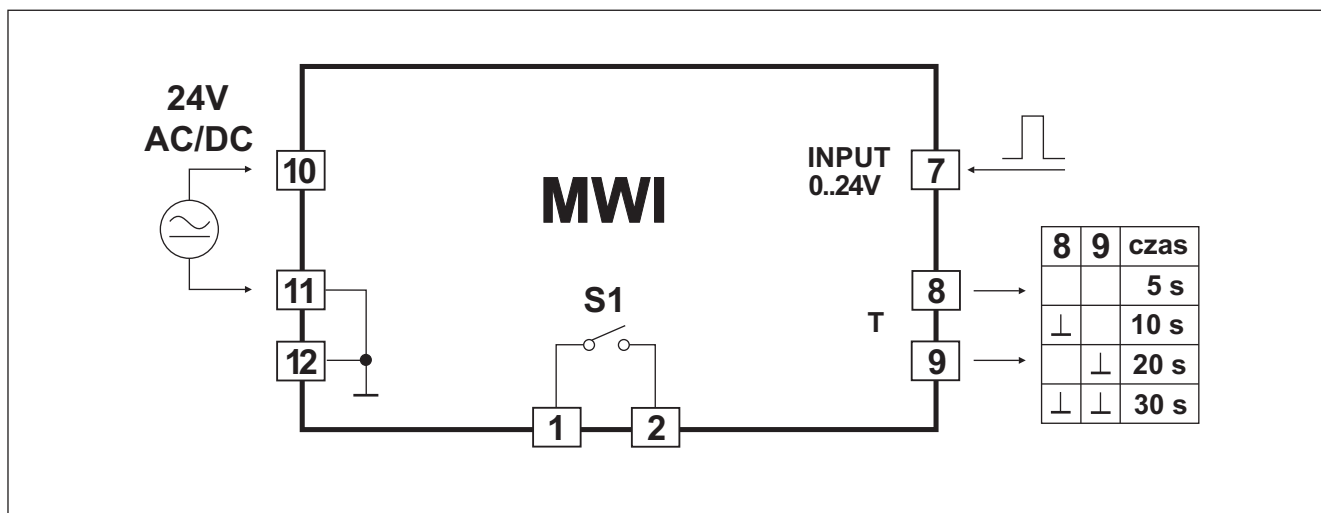 24V
AC/DC
10
11
12
MWI
S1
1
2
INPUT
0..24V
7
8
T
9
8 9 czas
5 s
⊥ 10 s
⊥ 20 s
⊥ ⊥ 30 s